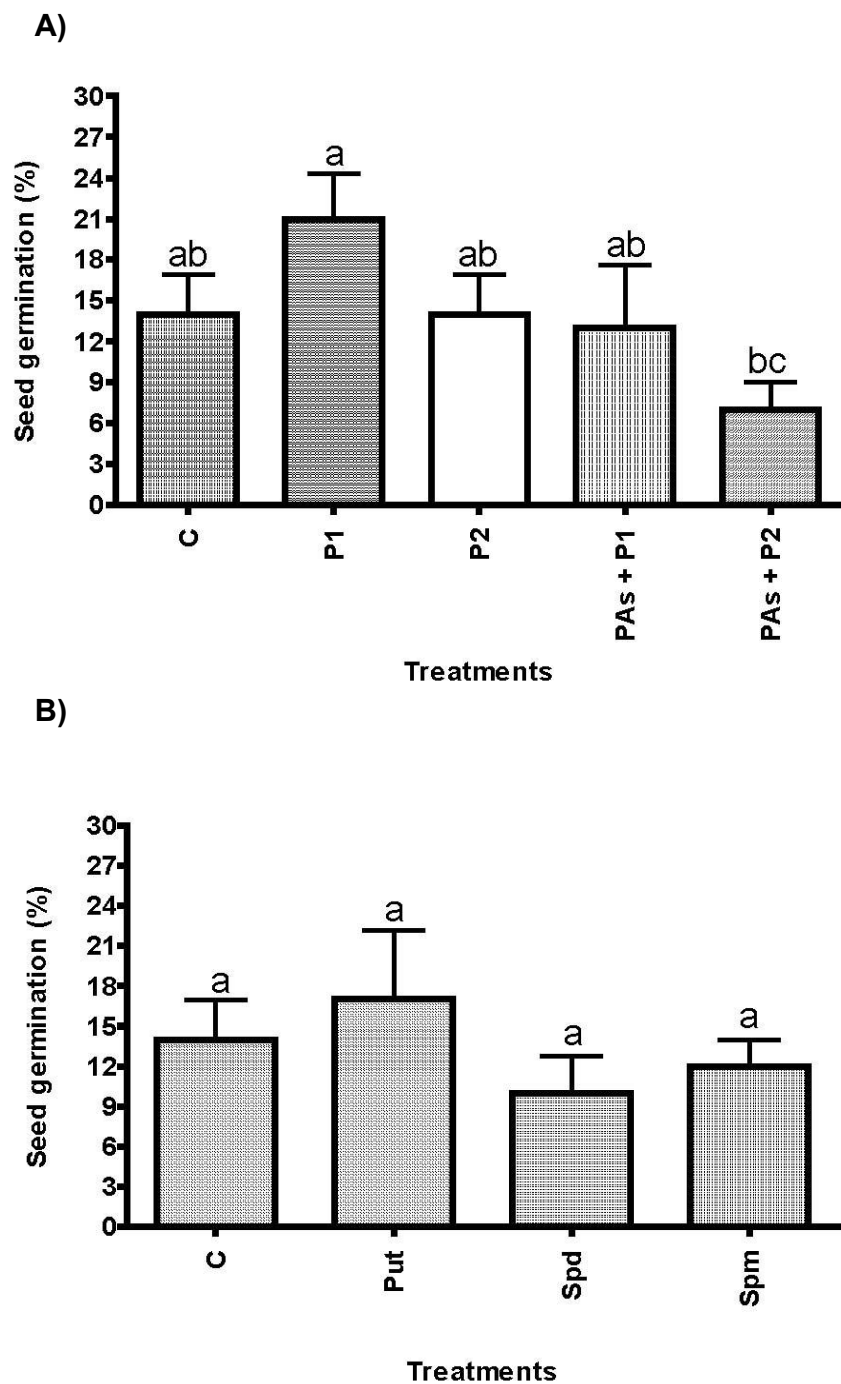 A)
Seed germination (%)
30
27
24
21
18
15
12
9
6
3
0
ab
a
ab
ab
bc
C
P1
P2
PAs + P1
PAs + P2
Treatments
B)
Seed germination (%)
30
27
24
21
18
15
12
9
6
3
0
a
a
a
a
C
Put
Spd
Spm
Treatments